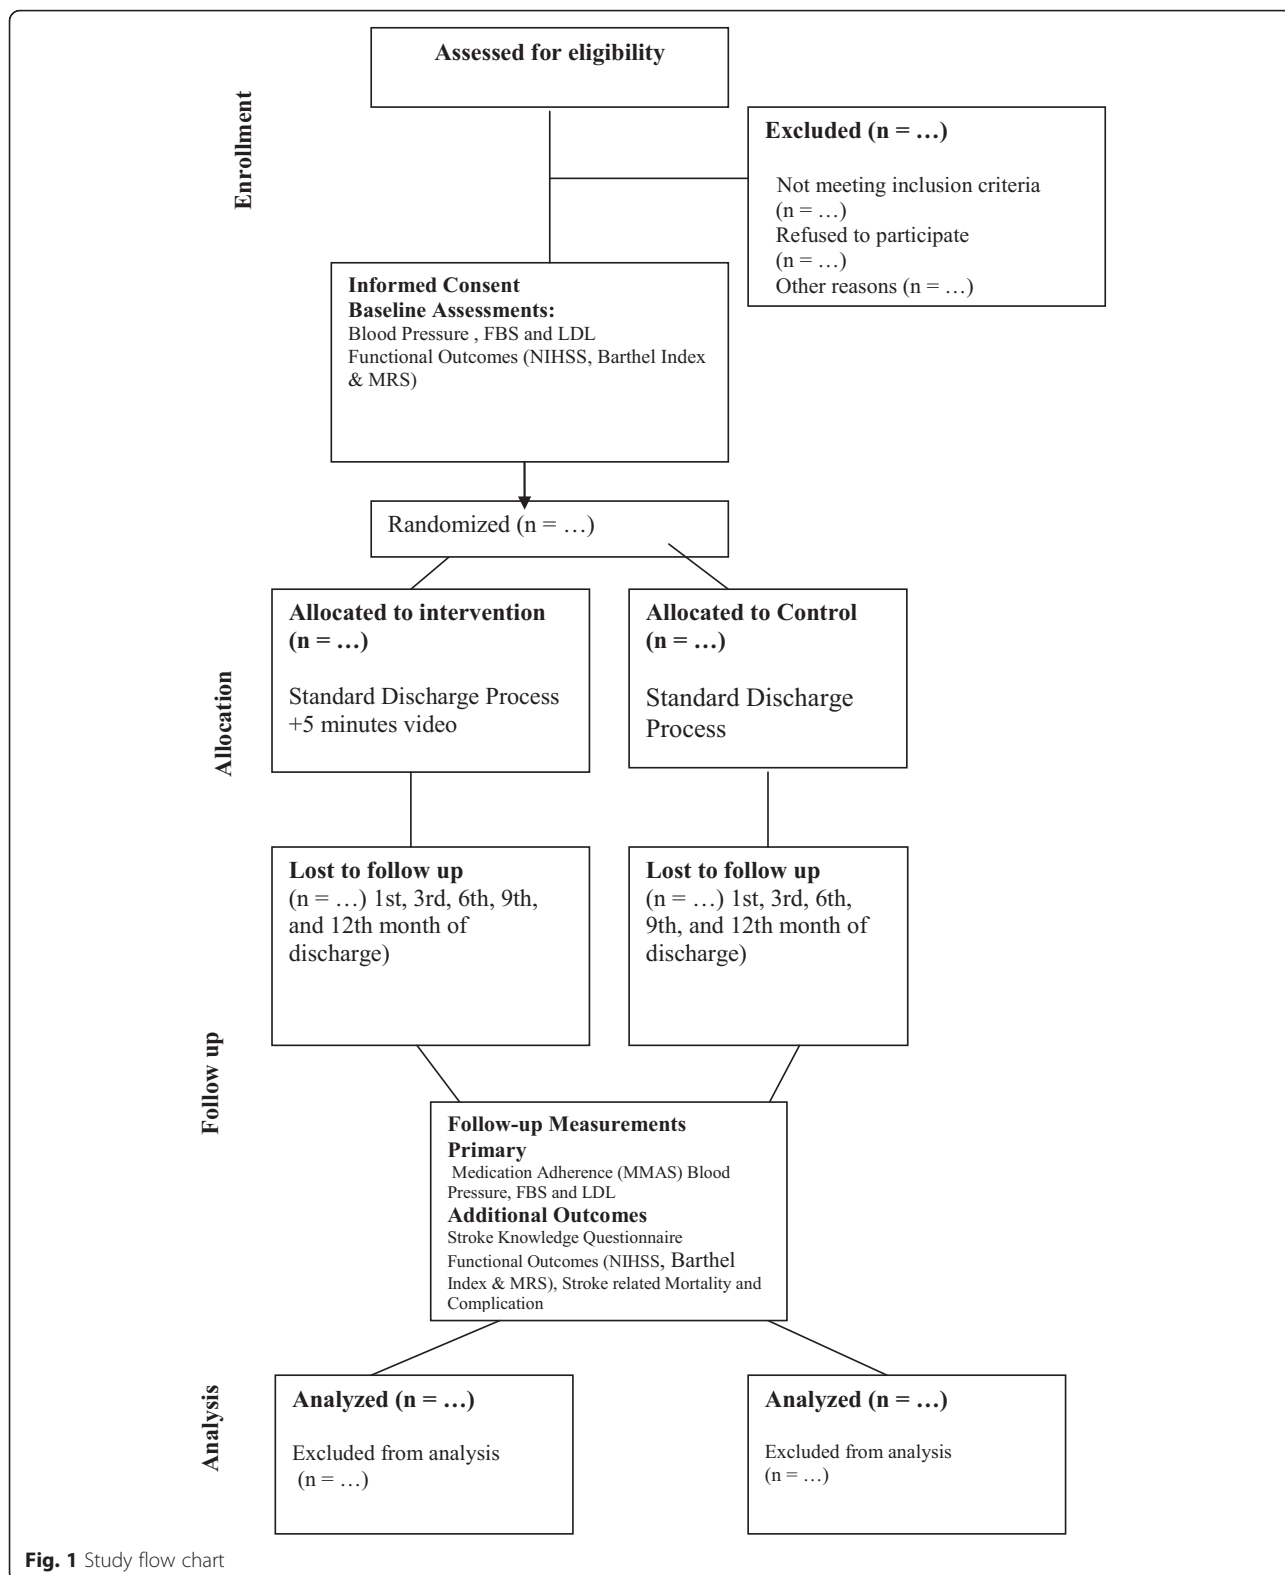 Assessed for eligibility
Enrollment
Excluded (n = …)
Not meeting inclusion criteria
(n = …)
Refused to participate
(n = …)
Other reasons (n = …)
Informed Consent
Baseline Assessments:
Blood Pressure , FBS and LDL
Functional Outcomes (NIHSS, Barthel Index
& MRS)
Randomized (n = …)
Allocation
Allocated to intervention
(n = …)
Standard Discharge Process
+5 minutes video
Allocated to Control
(n = …)
Standard Discharge
Process
Lost to follow up
(n = …) 1st, 3rd, 6th, 9th,
and 12th month of
discharge)
Lost to follow up
(n = …) 1st, 3rd, 6th,
9th, and 12th month of
discharge)
Follow up
Follow-up Measurements
Primary
Medication Adherence (MMAS) Blood
Pressure, FBS and LDL
Additional Outcomes
Stroke Knowledge Questionnaire
Functional Outcomes (NIHSS, Barthel
Index & MRS), Stroke related Mortality and
Complication
Analysis
Analyzed (n = …)
Excluded from analysis
(n = …)
Analyzed (n = …)
Excluded from analysis
(n = …)
Fig. 1 Study flow chart